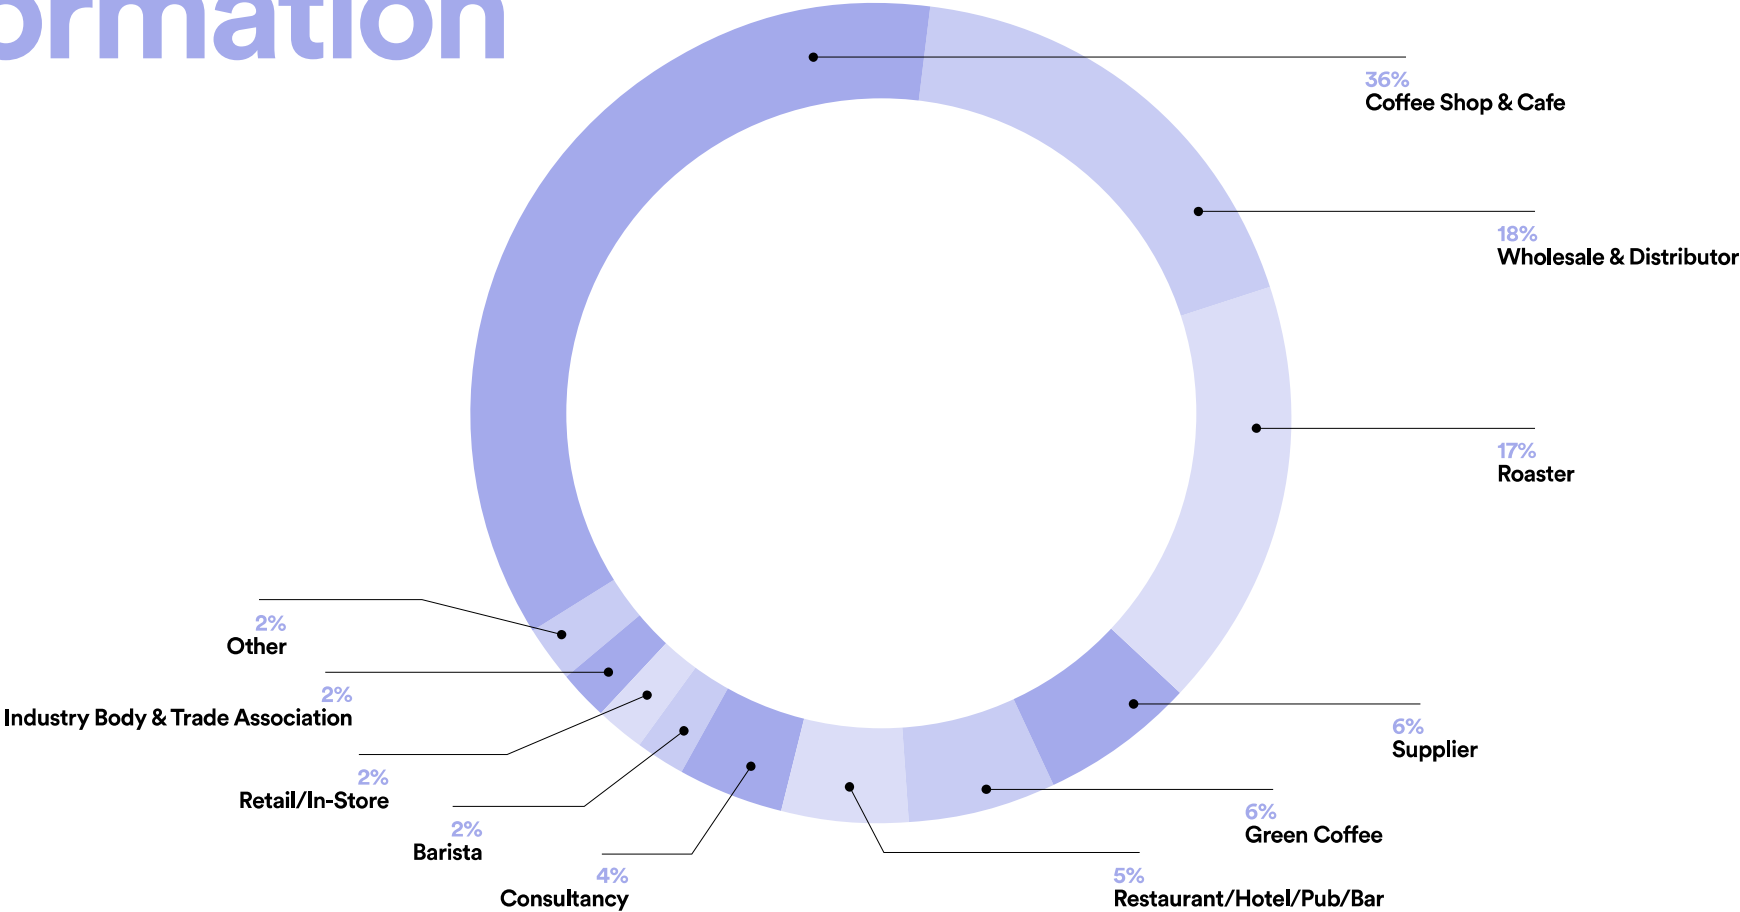 ormation
36%
Coffee Shop & Cafe
18%
Wholesale & Distributor
17%
Roaster
6%
Supplier
6%
Green Coffee
5%
Restaurant/Hotel/Pub/Bar
4%
Consultancy
2%
Barista
2%
Retail/In-Store
2%
Industry Body & Trade Association
2%
Other